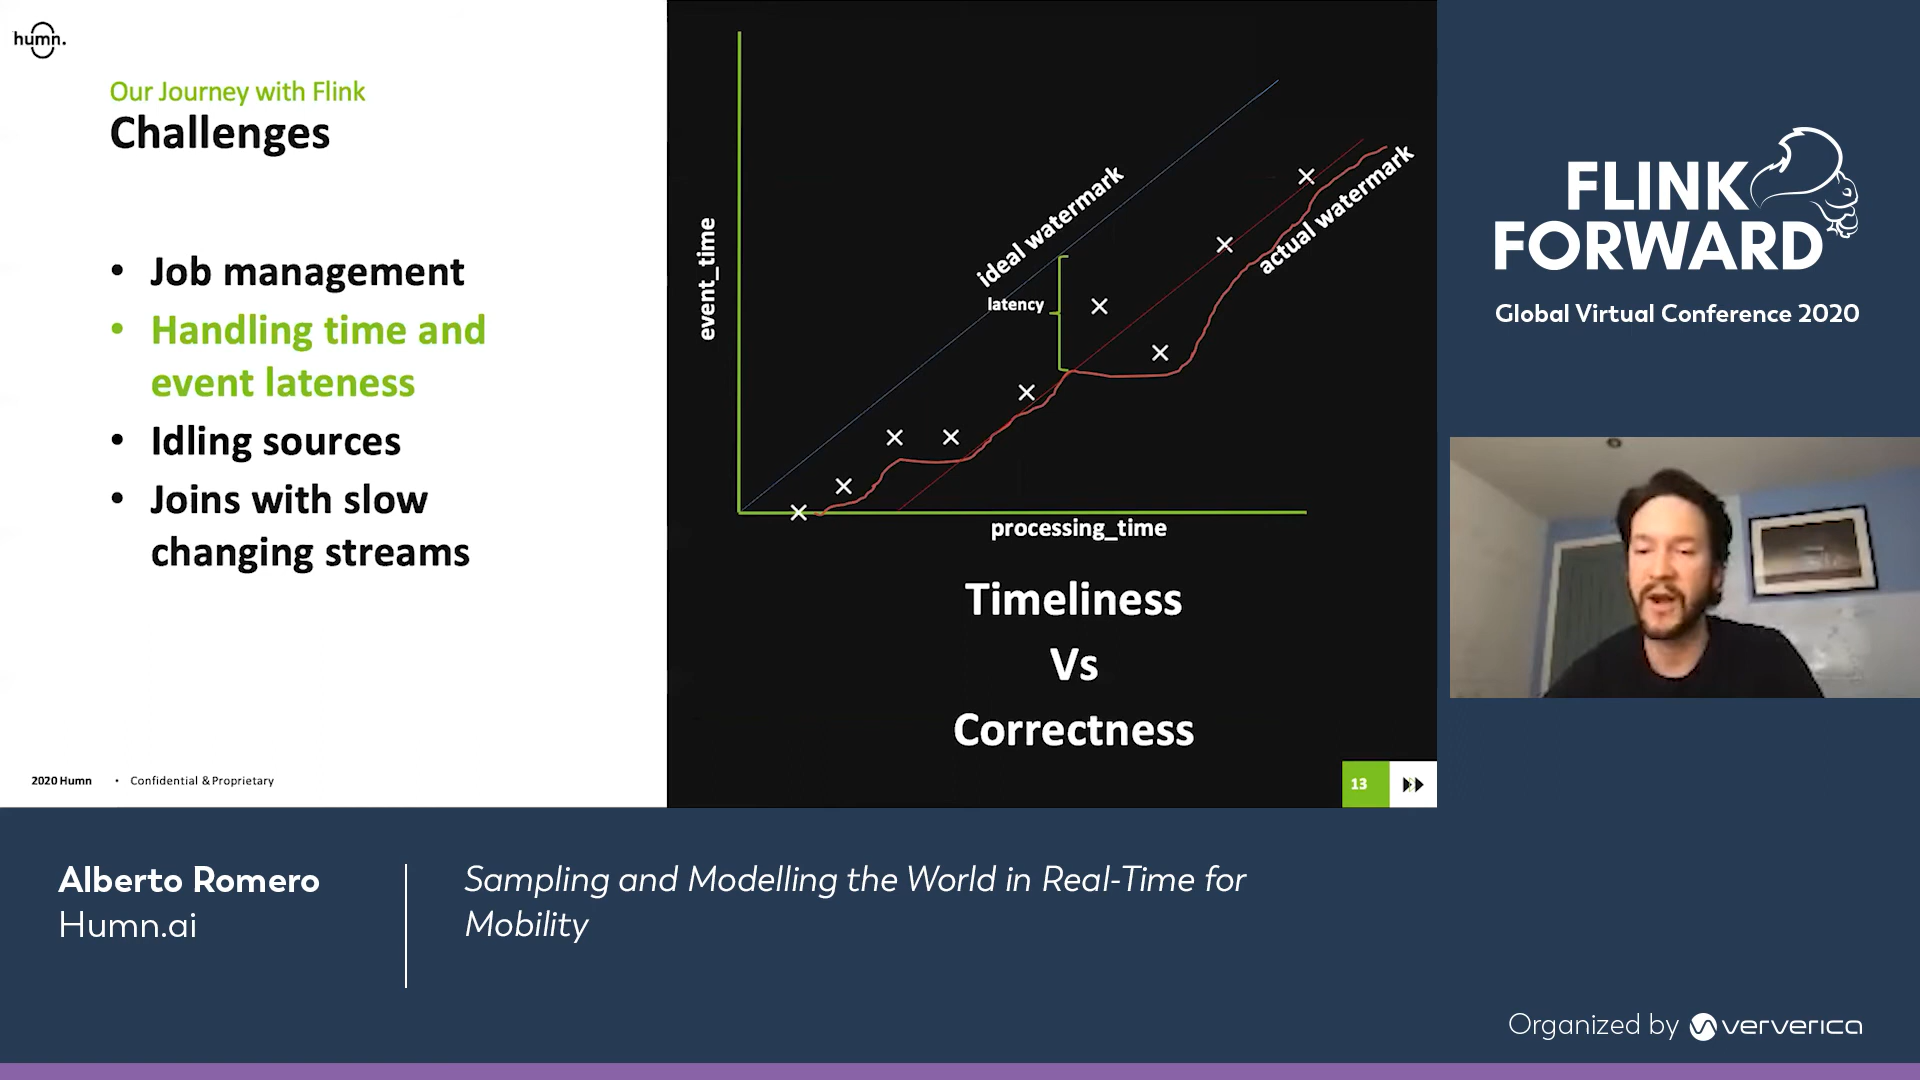 humn.
Our Journey with Flink
Challenges
• Job management
• Handling time and
event lateness
• Idling sources
• Joins with slow
changing streams
2020 Humn • Confidential & Proprietary
event_time
ideal watermark
latency
actual watermark
processing_time
Timeliness
Vs
Correctness
13
FLINK
FORWARD
Global Virtual Conference 2020
Alberto Romero
Humn.ai
Sampling and Modelling the World in Real-Time for
Mobility
Organized by ververica